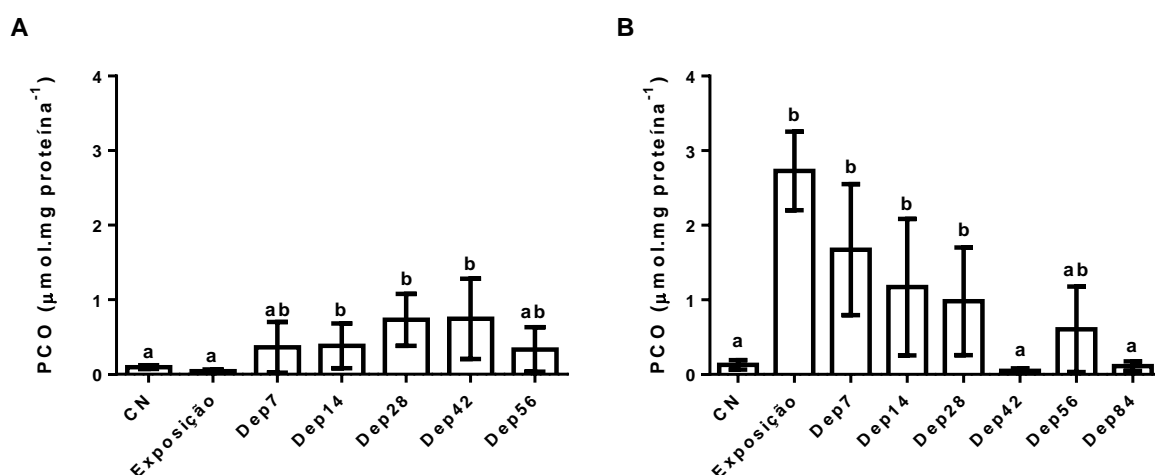 A
PCO (µmol.mg proteína⁻¹)
4
3
2
1
0
a
a
ab
b
b
b
ab
CN
Exposição
Dep7
Dep14
Dep28
Dep42
Dep56
B
PCO (µmol.mg proteína⁻¹)
4
3
2
1
0
a
b
b
b
b
a
ab
a
CN
Exposição
Dep7
Dep14
Dep28
Dep42
Dep56
Dep84